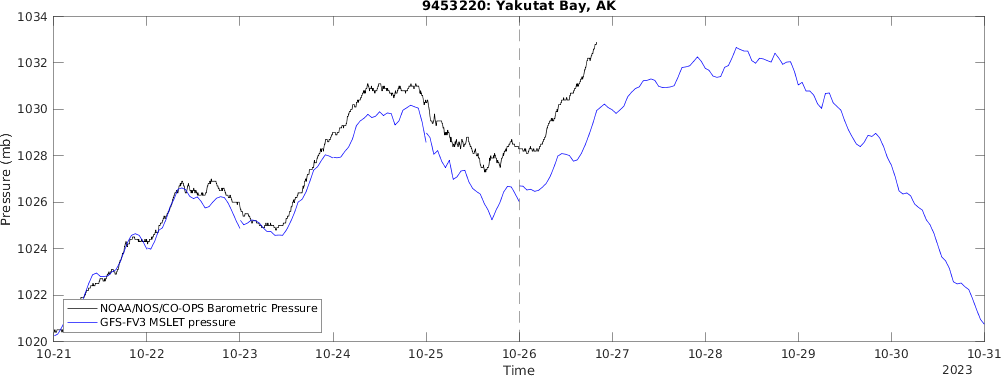 9453220: Yakutat Bay, AK
Pressure (mb)
1034
1032
1030
1028
1026
1024
1022
1020
NOAA/NOS/CO-OPS Barometric Pressure
GFS-FV3 MSLET pressure
10-21 10-22 10-23 10-24 10-25 10-26 10-27 10-28 10-29 10-30 10-31
Time
2023